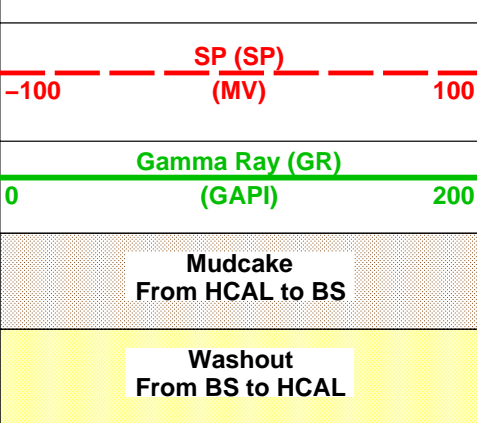 SP (SP)
–100 (MV) 100
Gamma Ray (GR)
0 (GAPI) 200
Mudcake
From HCAL to BS
Washout
From BS to HCAL